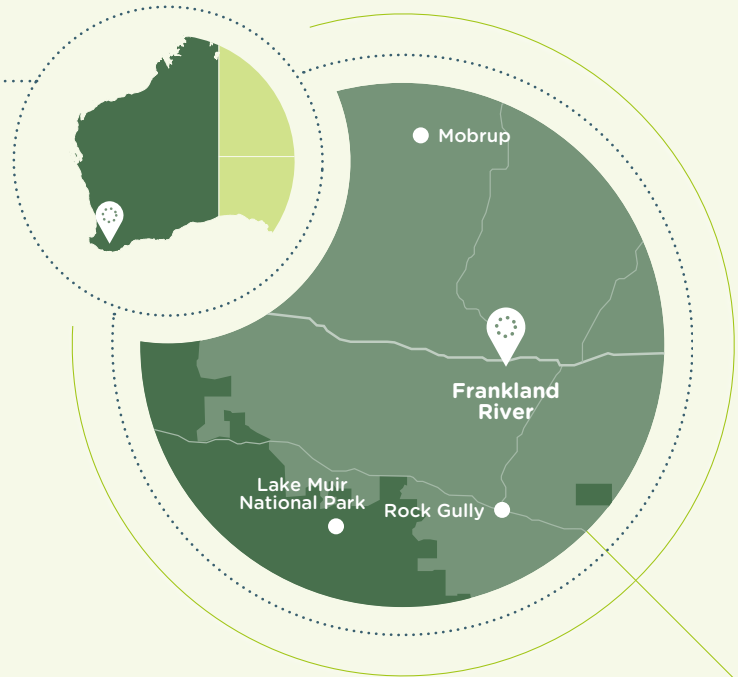 Mobrup
Frankland
River
Lake Muir
National Park
Rock Gully